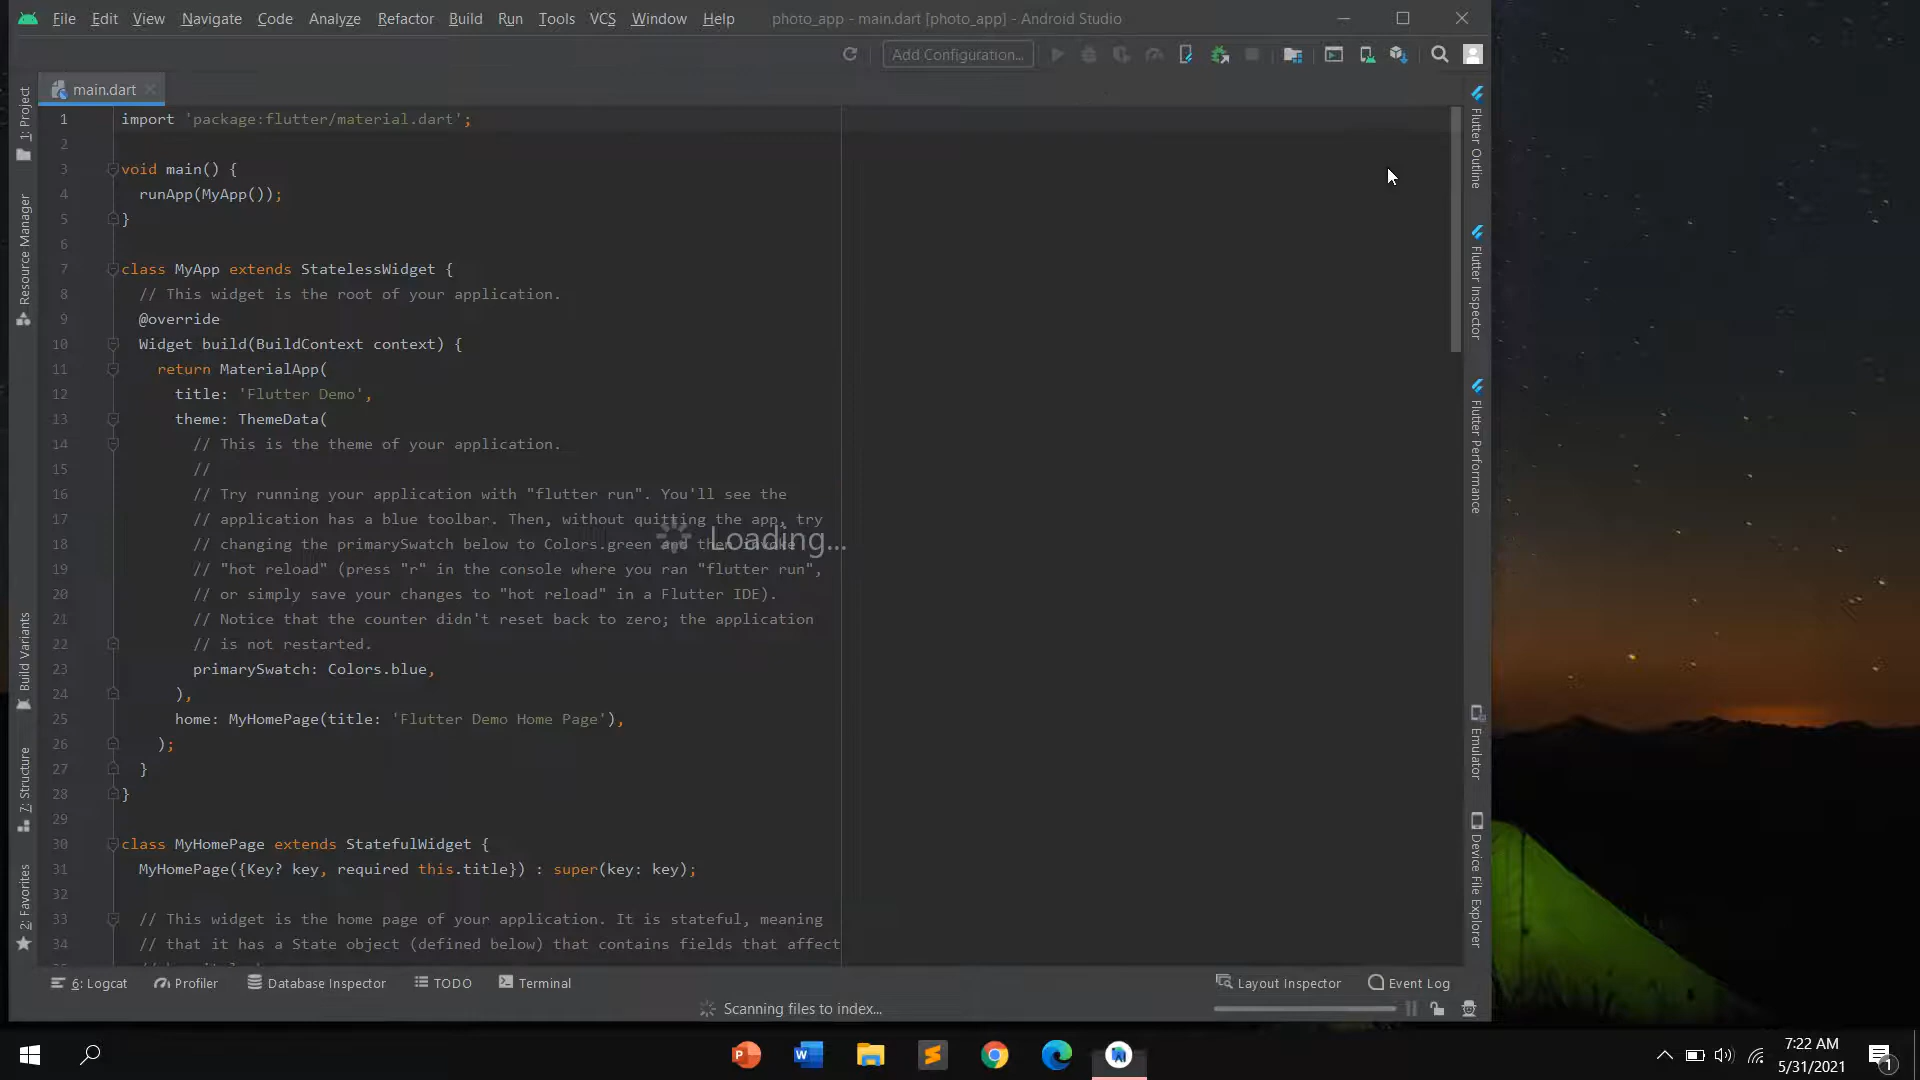 File Edit View Navigate Code Analyze Refactor Build Run Tools VCS Window Help photo_app - main.dart [photo_app] - Android Studio
Add Configuration...
main.dart
1 import 'package:flutter/material.dart';
2
3 void main() {
4 runApp(MyApp());
5 }
6
7 class MyApp extends StatelessWidget {
8 // This widget is the root of your application.
9 @override
10 Widget build(BuildContext context) {
11 return MaterialApp(
12 title: 'Flutter Demo',
13 theme: ThemeData(
14 // This is the theme of your application.
15 //
16 // Try running your application with "flutter run". You'll see the
17 // application has a blue toolbar. Then, without quitting the app, try
18 // changing the primarySwatch below to Colors.green and then invoke
19 // "hot reload" (press "r" in the console where you ran "flutter run",
20 // or simply save your changes to "hot reload" in a Flutter IDE).
21 // Notice that the counter didn't reset back to zero; the application
22 // is not restarted.
23 primarySwatch: Colors.blue,
24 ),
25 home: MyHomePage(title: 'Flutter Demo Home Page'),
26 );
27 }
28 }
29
30 class MyHomePage extends StatefulWidget {
31 MyHomePage({Key? key, required this.title}) : super(key: key);
32
33 // This widget is the home page of your application. It is stateful, meaning
34 // that it has a State object (defined below) that contains fields that affect
Loading...
1: Project
Resource Manager
Build Variants
7: Structure
2: Favorites
Flutter Outline
Flutter Inspector
Flutter Performance
Emulator
Device File Explorer
6: Logcat Profiler Database Inspector TODO Terminal Layout Inspector Event Log
Scanning files to index...
7:22 AM
5/31/2021
1